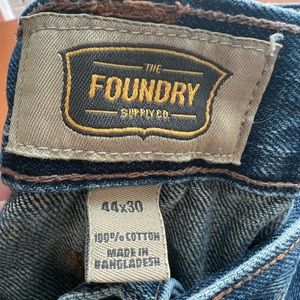 THE
FOUNDRY
SUPPLY CO.
44x30
100% COTTON
MADE IN
BANGLADESH